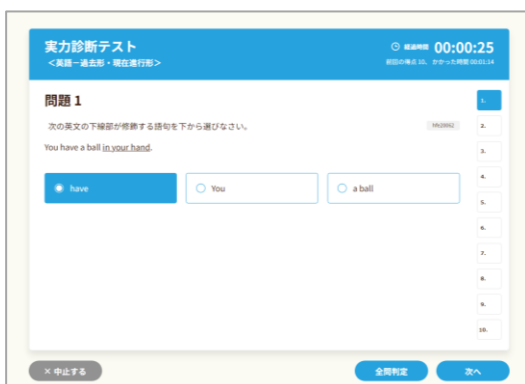 実力診断テスト
<英語－過去形・現在進行形>
経過時間 00:00:25
前回の得点 10、かかった時間 00:01:14
問題 1
次の英文の下線部が修飾する語句を下から選びなさい。
You have a ball in your hand.
have
You
a ball
1.
2.
3.
4.
5.
6.
7.
8.
9.
10.
× 中止する
全問判定
次へ